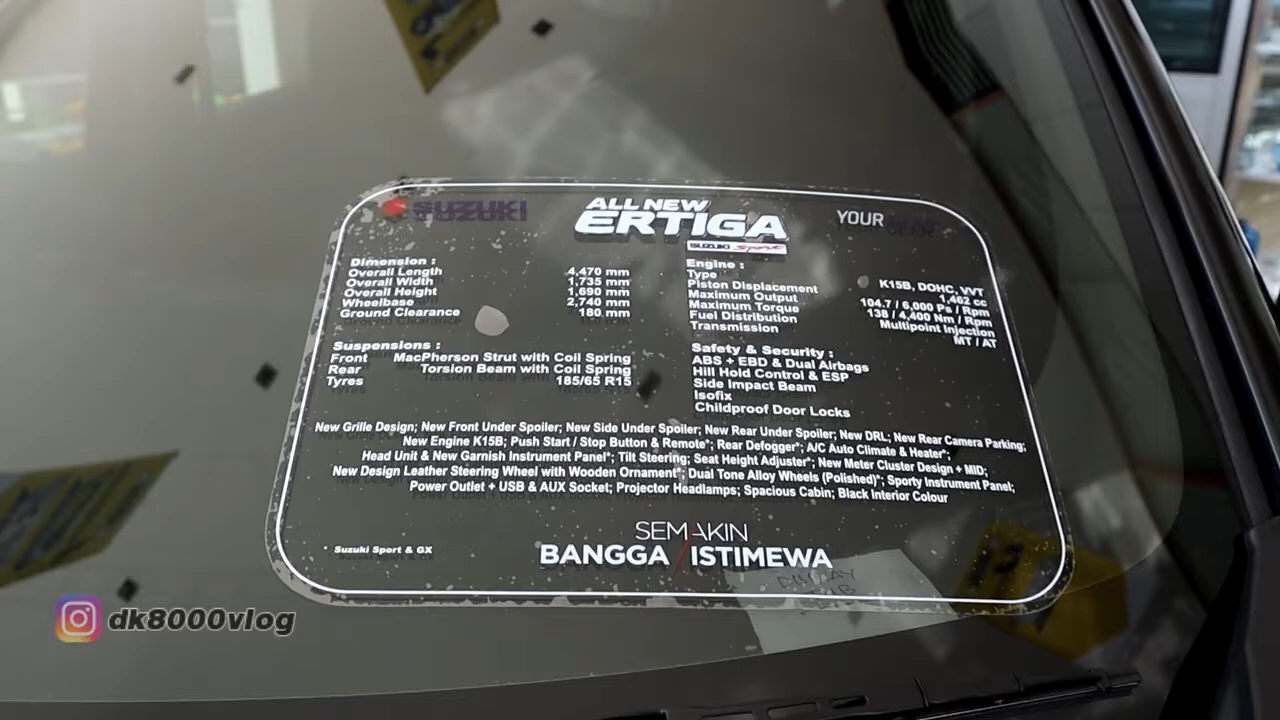 SUZUKI
ALL NEW
ERTIGA
SUZUKI Sport
YOUR GEAR
Dimension :
Overall Length 4,470 mm
Overall Width 1,735 mm
Overall Height 1,690 mm
Wheelbase 2,740 mm
Ground Clearance 180 mm
Suspensions :
Front MacPherson Strut with Coil Spring
Rear Torsion Beam with Coil Spring
Tyres 185/65 R15
Engine :
Type K15B, DOHC, VVT
Piston Displacement 1,462 cc
Maximum Output 104.7 / 6,000 Ps / Rpm
Maximum Torque 138 / 4,400 Nm / Rpm
Fuel Distribution Multipoint Injection
Transmission MT / AT
Safety & Security :
ABS + EBD & Dual Airbags
Hill Hold Control & ESP
Side Impact Beam
Isofix
Childproof Door Locks
New Grille Design; New Front Under Spoiler; New Side Under Spoiler; New Rear Under Spoiler; New DRL; New Rear Camera Parking;
New Engine K15B; Push Start / Stop Button & Remote*; Rear Defogger*; A/C Auto Climate & Heater*;
Head Unit & New Garnish Instrument Panel*; Tilt Steering; Seat Height Adjuster*; New Meter Cluster Design + MID;
New Design Leather Steering Wheel with Wooden Ornament*; Dual Tone Alloy Wheels (Polished)*; Sporty Instrument Panel;
Power Outlet + USB & AUX Socket; Projector Headlamps; Spacious Cabin; Black Interior Colour
* Suzuki Sport & GX
SEMAKIN
BANGGA / ISTIMEWA
dk8000vlog